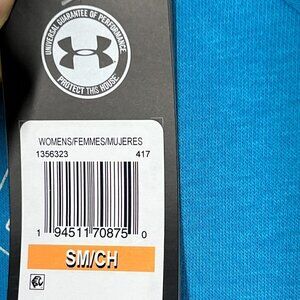 UNIVERSAL GUARANTEE OF PERFORMANCE
PROTECT THIS HOUSE
WOMENS/FEMMES/MUJERES
1356323 417
1 94511 70875 0
SM/CH